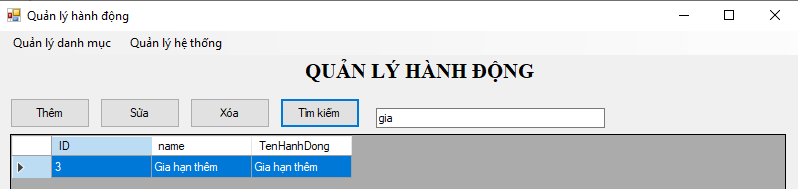 Quản lý hành động
Quản lý danh mục Quản lý hệ thống
QUẢN LÝ HÀNH ĐỘNG
Thêm Sửa Xóa Tìm kiếm gia
ID name TenHanhDong
3 Gia hạn thêm Gia hạn thêm